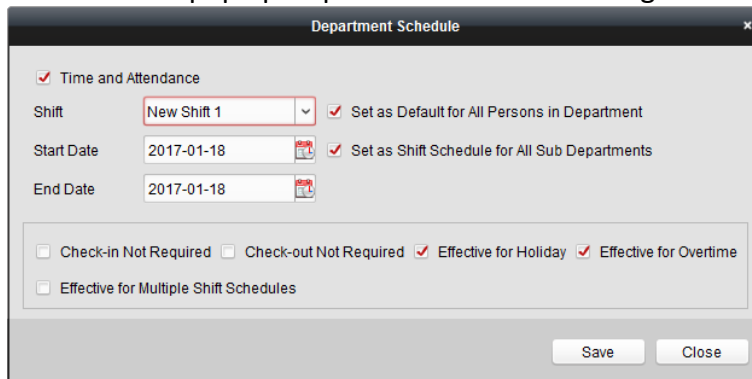 Department Schedule ×
Time and Attendance
Shift New Shift 1 Set as Default for All Persons in Department
Start Date 2017-01-18 Set as Shift Schedule for All Sub Departments
End Date 2017-01-18
Check-in Not Required Check-out Not Required Effective for Holiday Effective for Overtime
Effective for Multiple Shift Schedules
Save Close